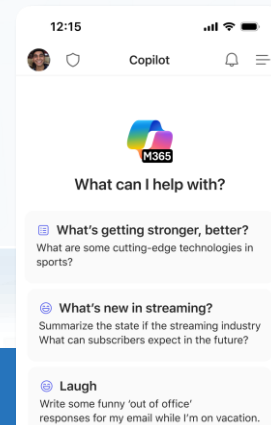 12:15
Copilot
M365
What can I help with?
What's getting stronger, better?
What are some cutting-edge technologies in
sports?
What's new in streaming?
Summarize the state if the streaming industry
What can subscribers expect in the future?
Laugh
Write some funny 'out of office'
responses for my email while I'm on vacation.